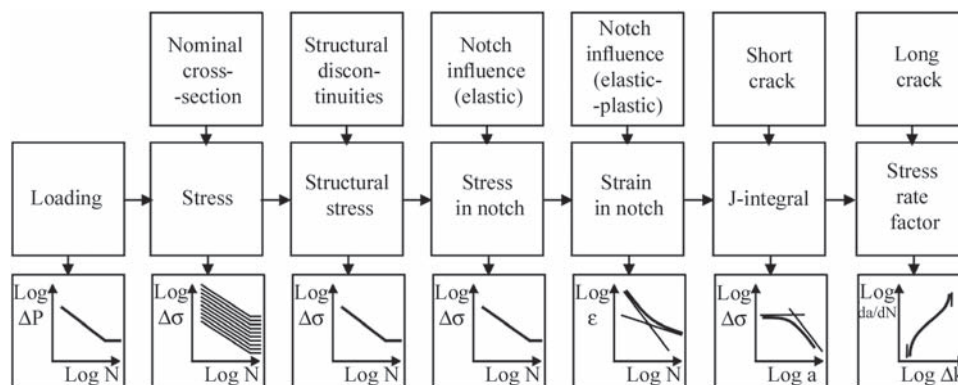 Nominal
cross-
-section
Structural
discon-
tinuities
Notch
influence
(elastic)
Notch
influence
(elastic-
-plastic)
Short
crack
Long
crack
Loading
Stress
Structural
stress
Stress
in notch
Strain
in notch
J-integral
Stress
rate
factor
Log
ΔP
Log N
Log
Δσ
Log N
Log
Δσ
Log N
Log
Δσ
Log N
Log
ε
Log N
Log
Δσ
Log a
Log
da/dN
Log Δk